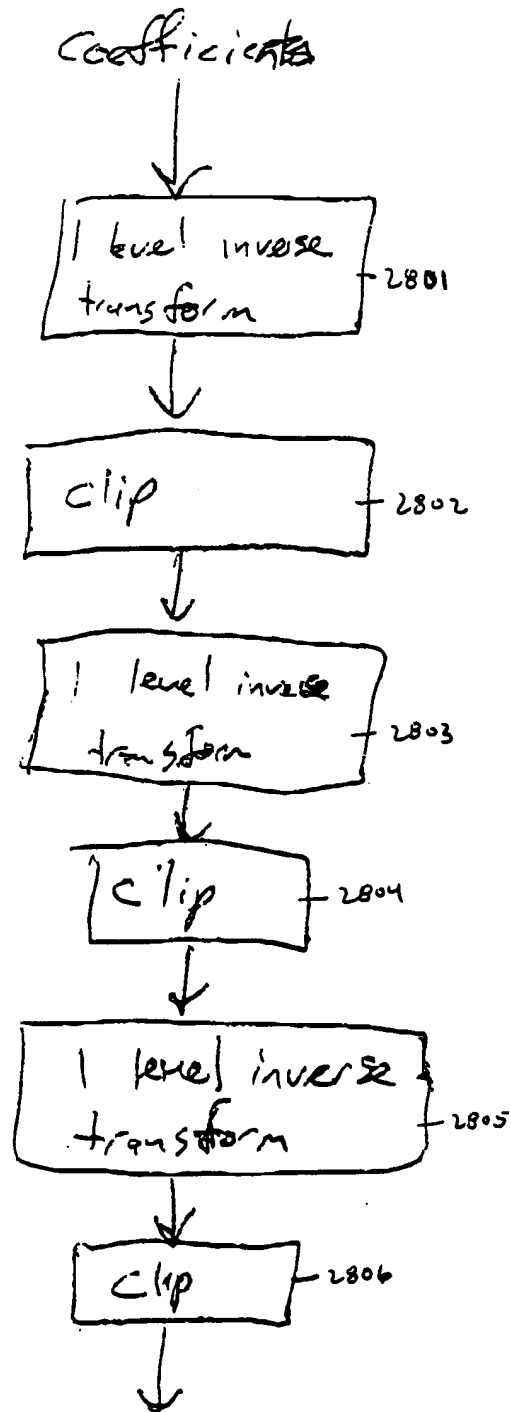 Coefficients
1 level inverse
transform
2801
Clip
2802
1 level inverse
transform
2803
Clip
2804
1 level inverse
transform
2805
Clip
2806